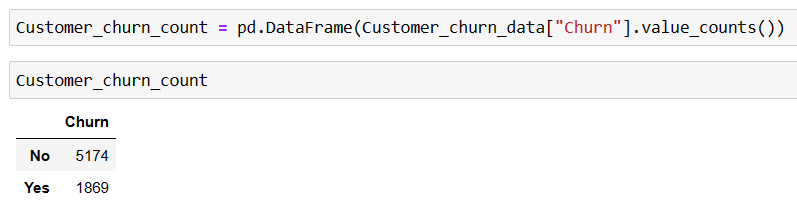 Customer_churn_count = pd.DataFrame(Customer_churn_data["Churn"].value_counts())
Customer_churn_count
Churn
No 5174
Yes 1869